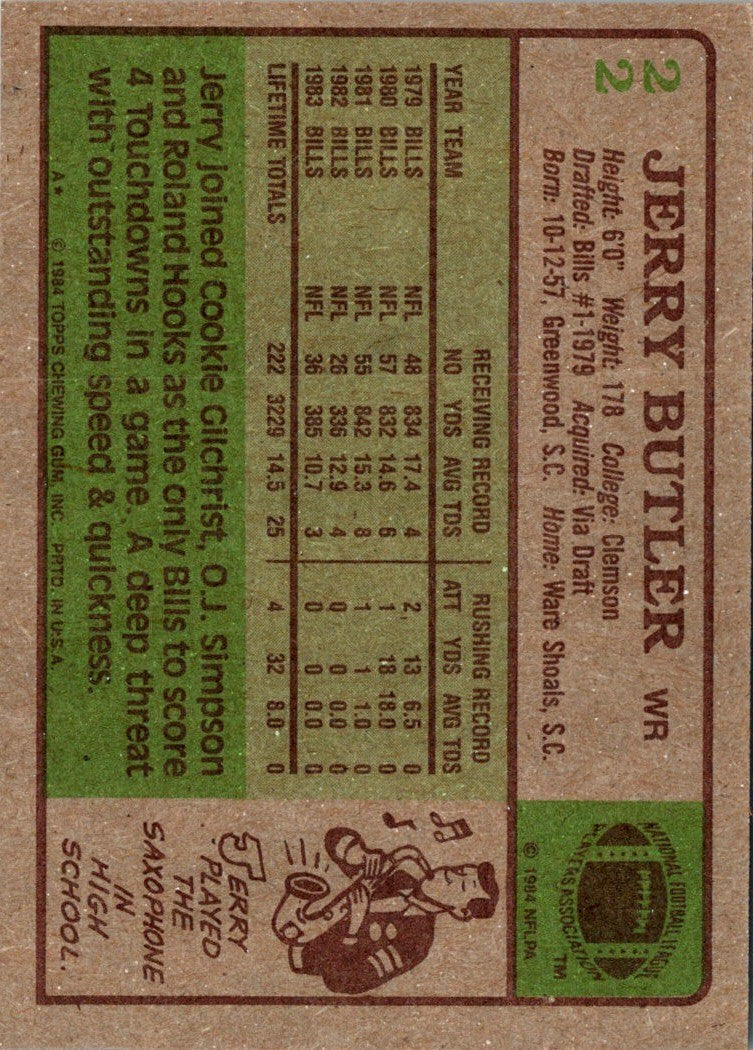 22
JERRY BUTLER WR
Height: 6'0" Weight: 178 College: Clemson
Drafted: Bills #1-1979 Acquired: Via Draft
Born: 10-12-57, Greenwood, S.C. Home: Ware Shoals, S.C.
NATIONAL FOOTBALL LEAGUE
PLAYERS ASSOCIATION
TM
© 1984 NFLPA
RECEIVING RECORD RUSHING RECORD
YEAR TEAM NO YDS AVG TDS ATT YDS AVG TDS
1979 BILLS NFL 48 834 17.4 4 2 13 6.5 0
1980 BILLS NFL 57 832 14.6 6 1 18 18.0 0
1981 BILLS NFL 55 842 15.3 8 1 1 1.0 0
1982 BILLS NFL 26 336 12.9 4 0 0 0.0 0
1983 BILLS NFL 36 385 10.7 3 0 0 0.0 0
LIFETIME TOTALS 222 3229 14.5 25 4 32 8.0 0
Jerry joined Cookie Gilchrist, O.J. Simpson
and Roland Hooks as the only Bills to score
4 Touchdowns in a game. A deep threat
with outstanding speed & quickness.
A* © 1984 TOPPS CHEWING GUM, INC. PRTD. IN U.S.A.
JERRY
PLAYED
THE
SAXOPHONE
IN
HIGH
SCHOOL.